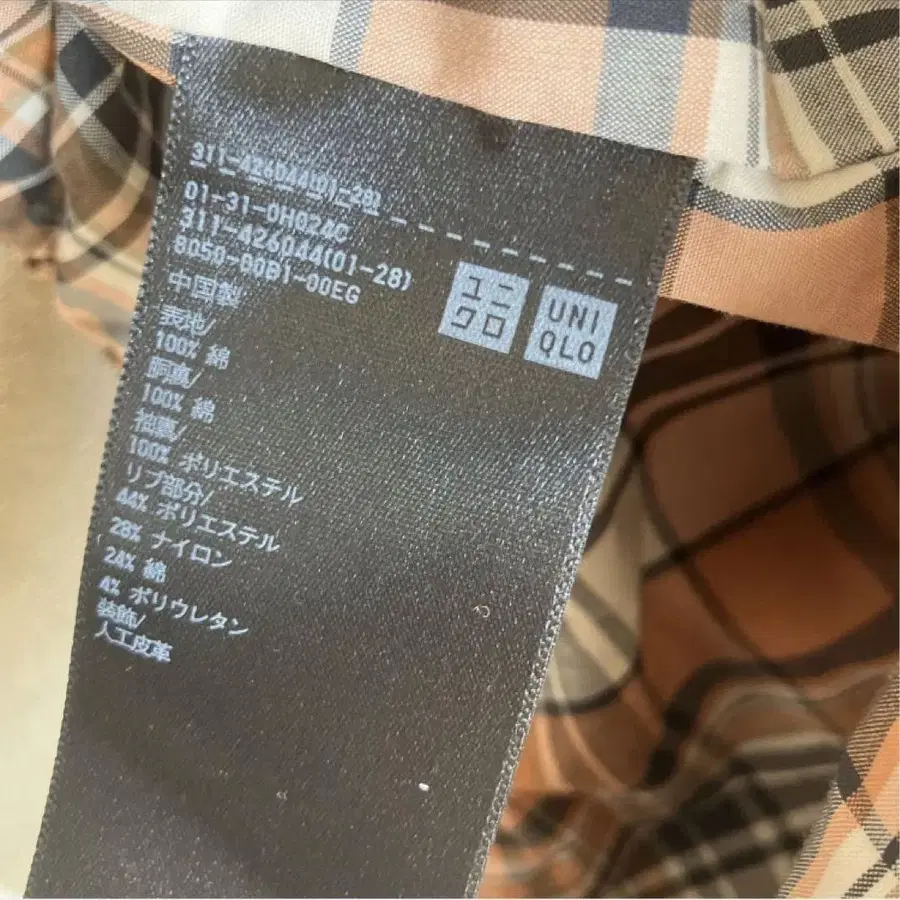 311-426044(01-28)
01-31-0H024C
311-426044(01-28)
8050-00B1-00EG
中国製
表地/
100% 綿
胴裏/
100% 綿
袖裏/
100% ポリエステル
リブ部分/
44% ポリエステル
28% ナイロン
24% 綿
4% ポリウレタン
装飾/
人工皮革
ユニ
クロ
UNI
QLO